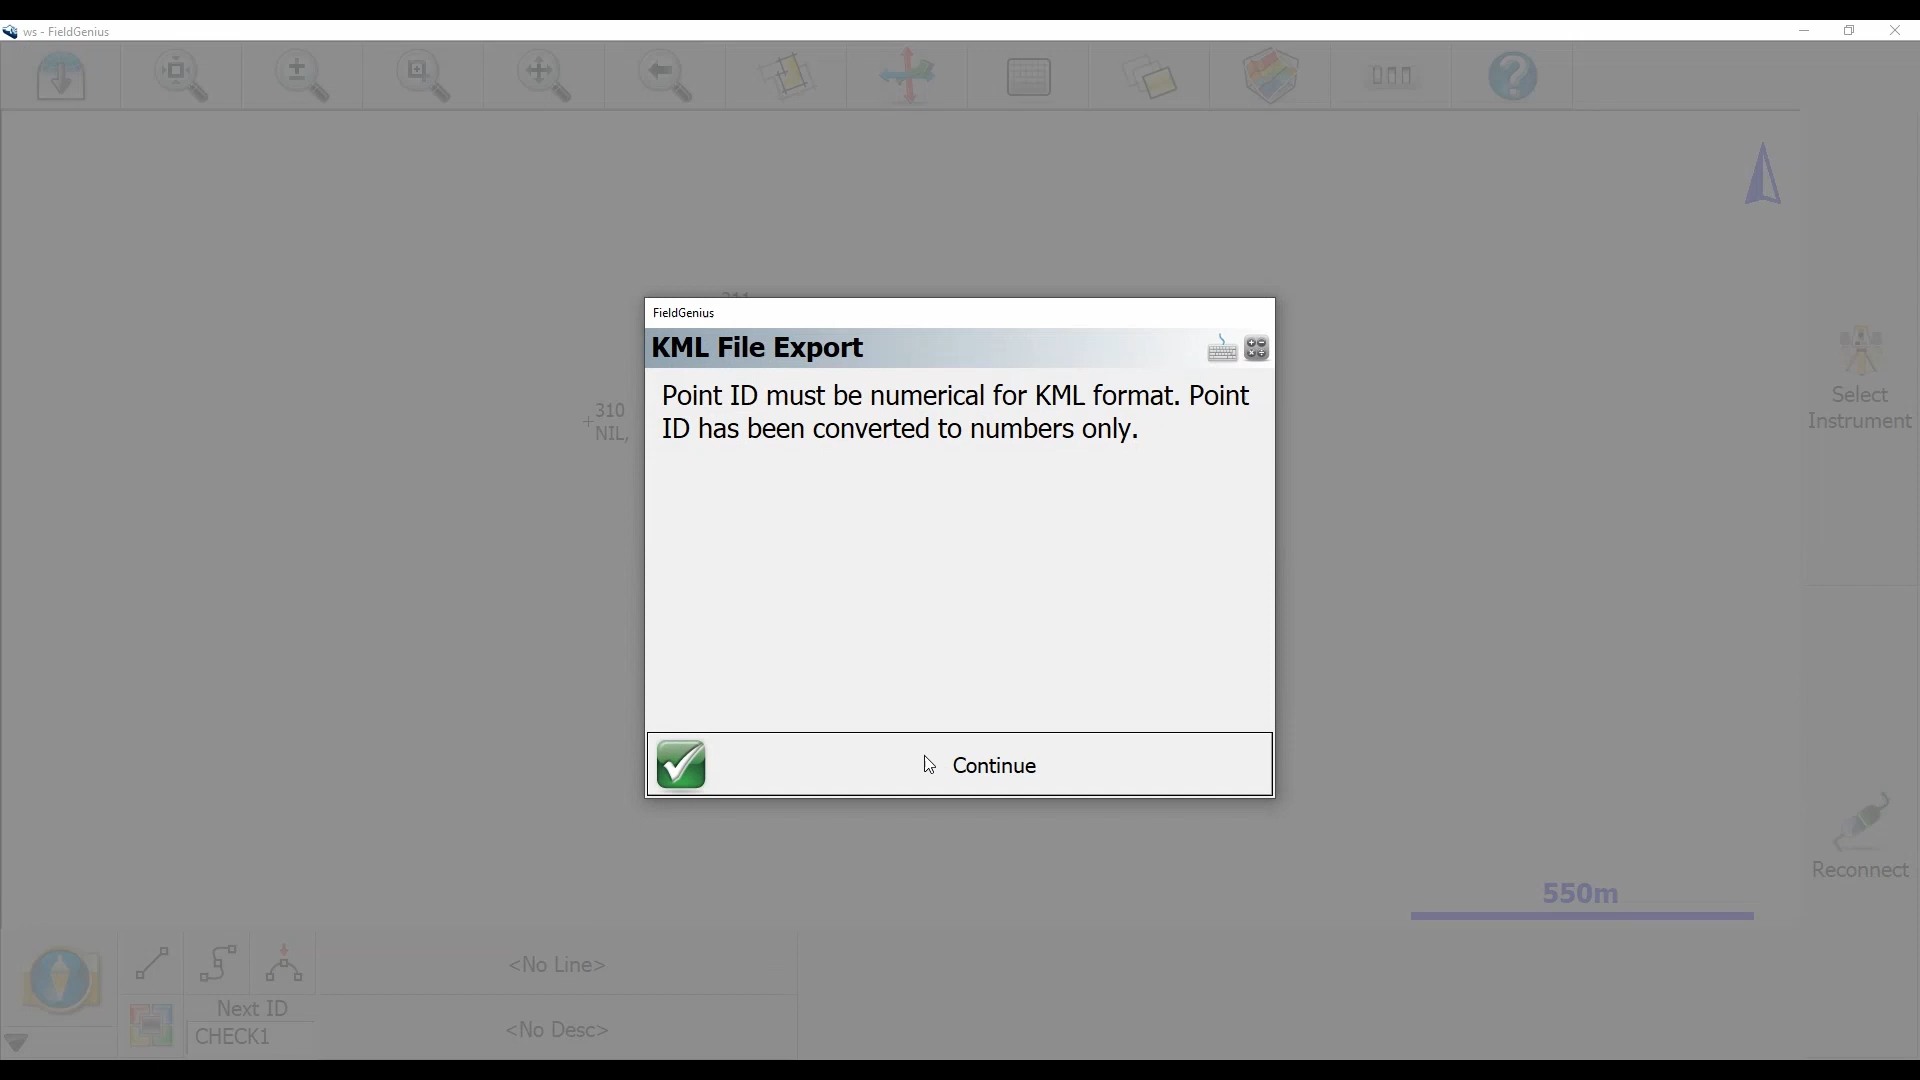 ws - FieldGenius
FieldGenius
KML File Export
Point ID must be numerical for KML format. Point
ID has been converted to numbers only.
Continue
310
NIL,
Select
Instrument
Reconnect
550m
<No Line>
Next ID
CHECK1
<No Desc>